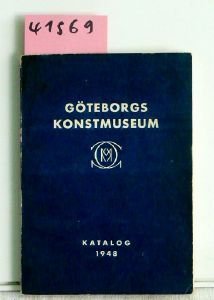 41569
GÖTEBORGS
KONSTMUSEUM
KATALOG
1948